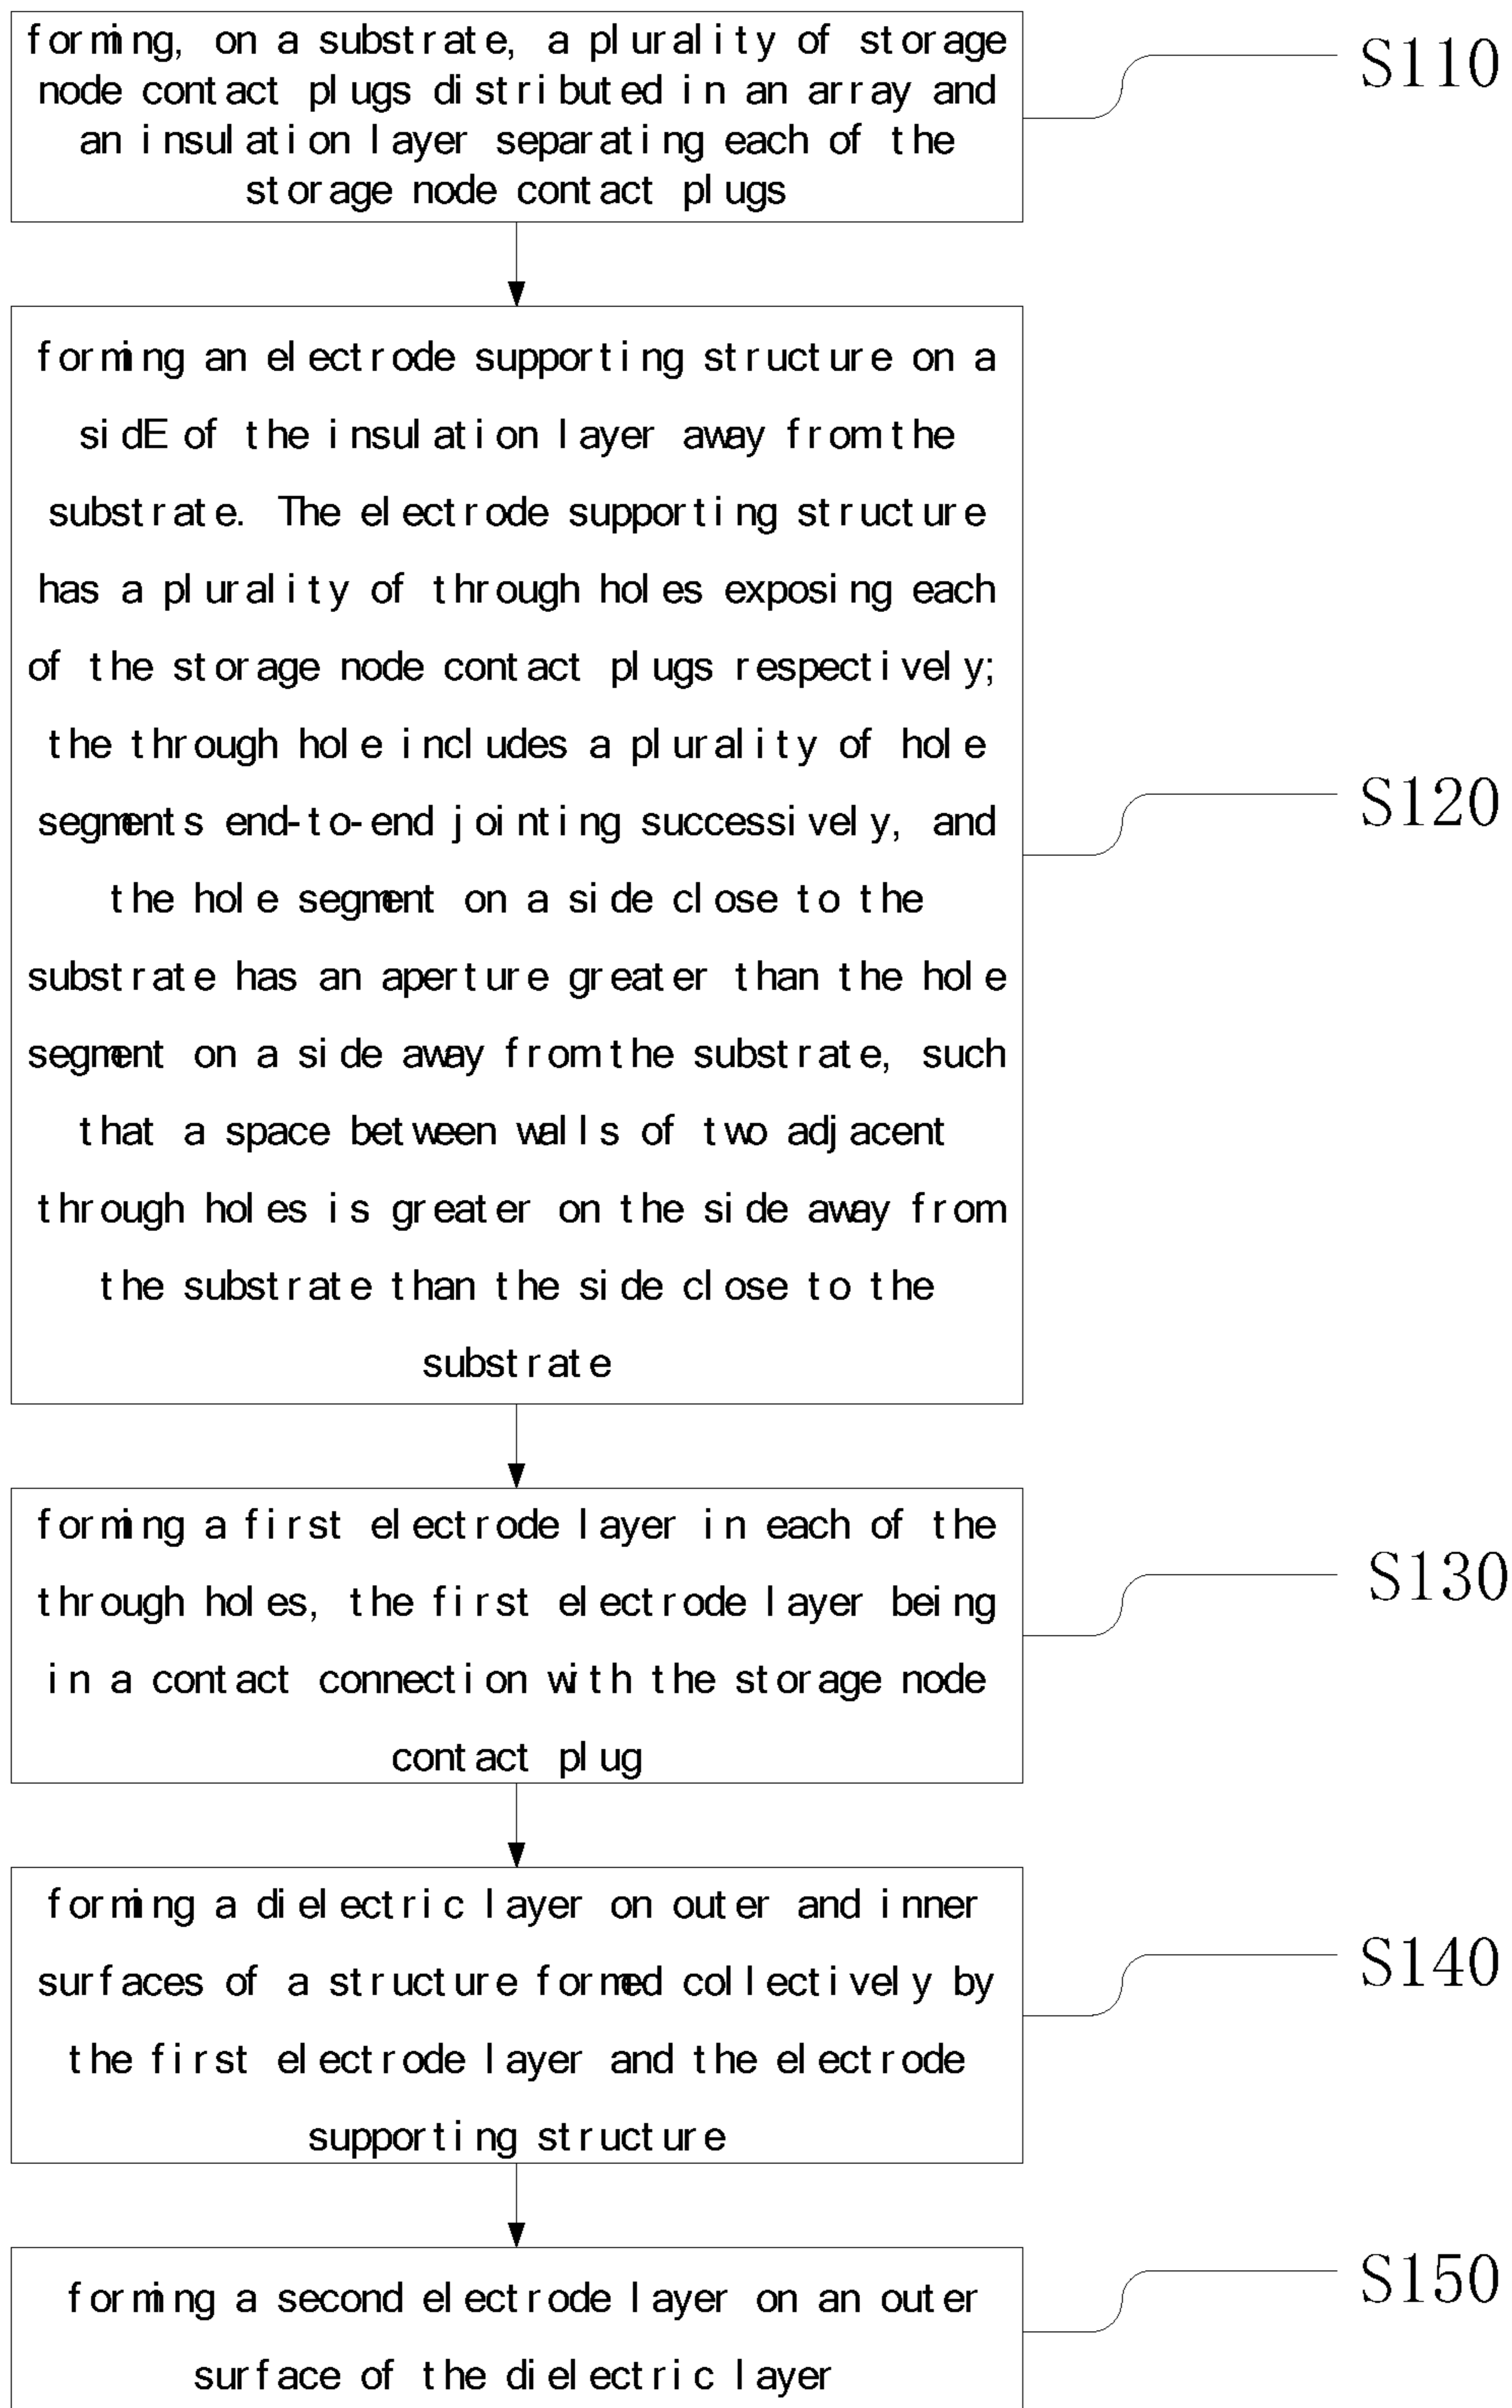 forming, on a substrate, a plurality of storage
node contact plugs distributed in an array and
an insulation layer separating each of the
storage node contact plugs
S110
forming an electrode supporting structure on a
sidE of the insulation layer away from the
substrate. The electrode supporting structure
has a plurality of through holes exposing each
of the storage node contact plugs respectively;
the through hole includes a plurality of hole
segments end-to-end jointing successively, and
the hole segment on a side close to the
substrate has an aperture greater than the hole
segment on a side away from the substrate, such
that a space between walls of two adjacent
through holes is greater on the side away from
the substrate than the side close to the
substrate
S120
forming a first electrode layer in each of the
through holes, the first electrode layer being
in a contact connection with the storage node
contact plug
S130
forming a dielectric layer on outer and inner
surfaces of a structure formed collectively by
the first electrode layer and the electrode
supporting structure
S140
forming a second electrode layer on an outer
surface of the dielectric layer
S150